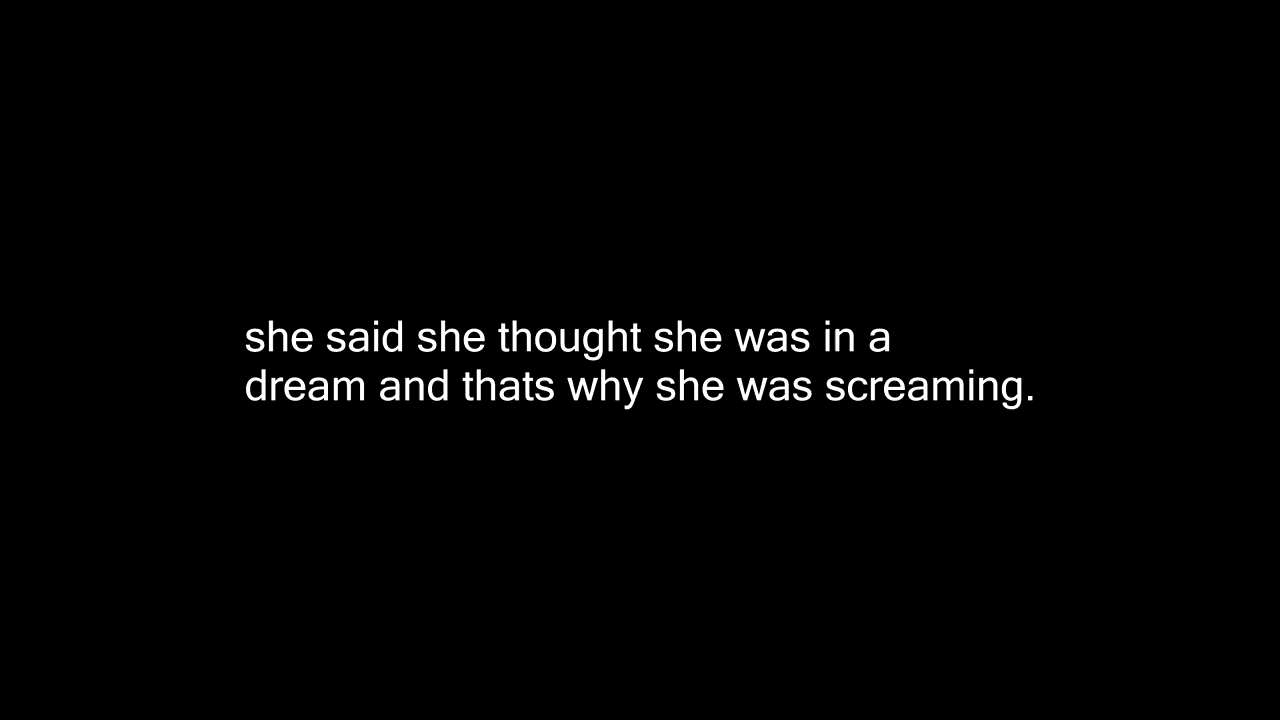 she said she thought she was in a
dream and thats why she was screaming.